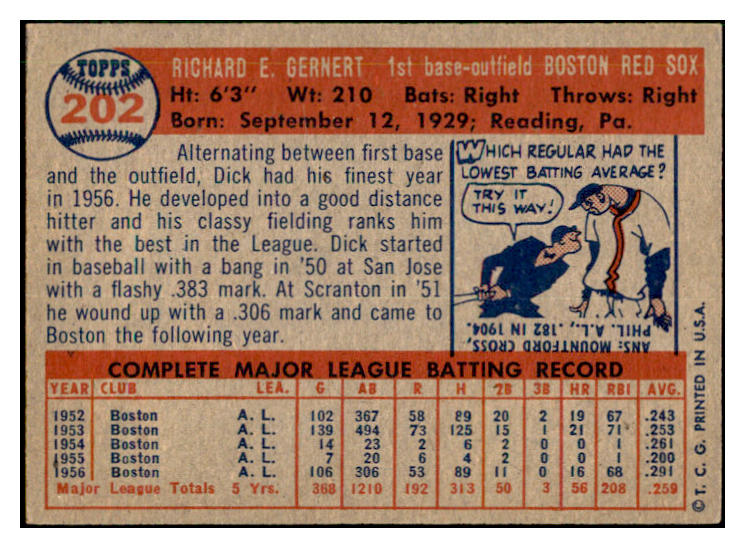 TOPPS
202
RICHARD E. GERNERT 1st base-outfield BOSTON RED SOX
Ht: 6'3" Wt: 210 Bats: Right Throws: Right
Born: September 12, 1929; Reading, Pa.
Alternating between first base
and the outfield, Dick had his finest year
in 1956. He developed into a good distance
hitter and his classy fielding ranks him
with the best in the League. Dick started
in baseball with a bang in '50 at San Jose
with a flashy .383 mark. At Scranton in '51
he wound up with a .306 mark and came to
Boston the following year.
WHICH REGULAR HAD THE
LOWEST BATTING AVERAGE?
TRY IT
THIS WAY!
ANS: MOUNTFORD CROSS,
PHIL. A.L., .182 IN 1904.
COMPLETE MAJOR LEAGUE BATTING RECORD
YEAR CLUB LEA. G AB R H 2B 3B HR RBI AVG.
1952 Boston A. L. 102 367 58 89 20 2 19 67 .243
1953 Boston A. L. 139 494 73 125 15 1 21 71 .253
1954 Boston A. L. 14 23 2 6 2 0 0 1 .261
1955 Boston A. L. 7 20 6 4 2 0 0 1 .200
1956 Boston A. L. 106 306 53 89 11 0 16 68 .291
Major League Totals 5 Yrs. 368 1210 192 313 50 3 56 208 .259
© T. C. G. PRINTED IN U.S.A.